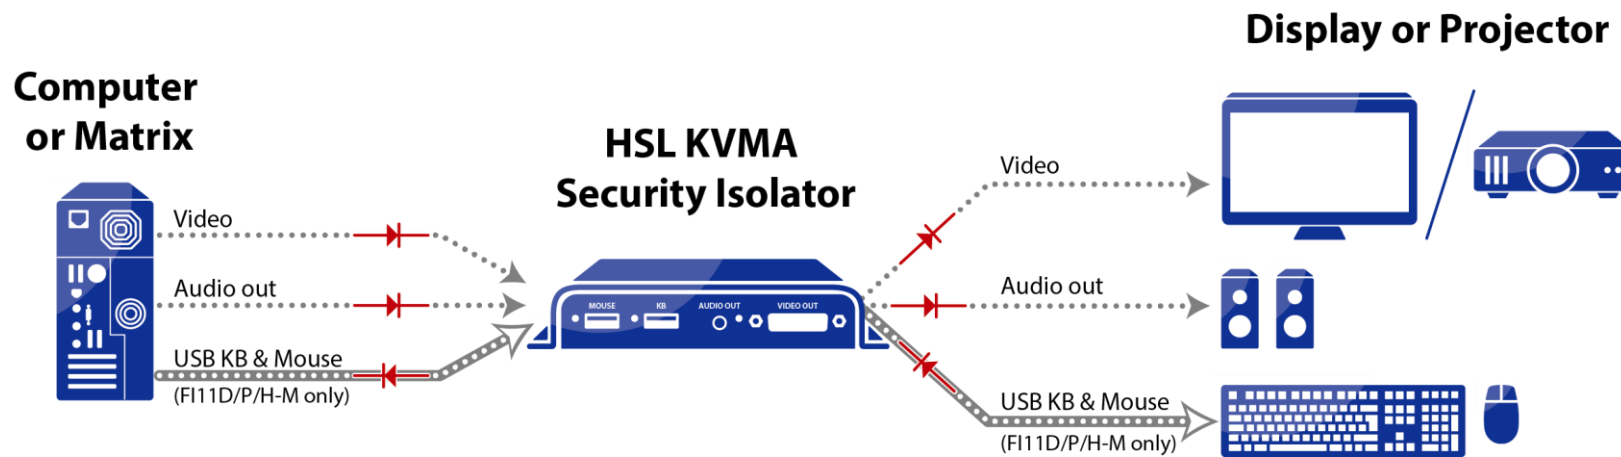 Display or Projector
Computer
or Matrix
HSL KVMA
Security Isolator
Video
Audio out
USB KB & Mouse
(FI11D/P/H-M only)
MOUSE
KB
AUDIO OUT
VIDEO OUT
Video
Audio out
USB KB & Mouse
(FI11D/P/H-M only)